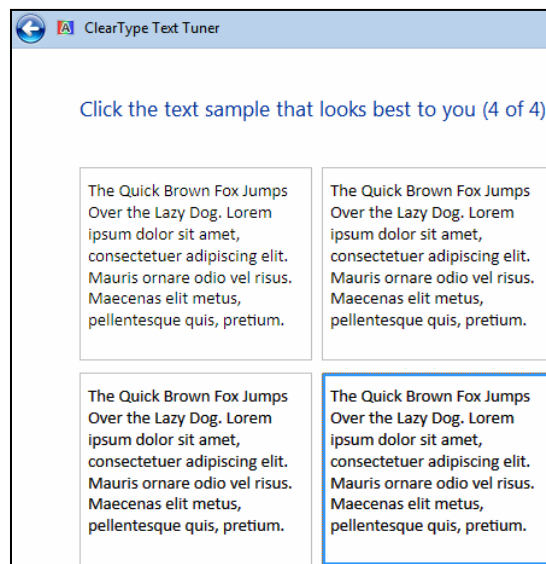 ClearType Text Tuner
Click the text sample that looks best to you (4 of 4)
The Quick Brown Fox Jumps
Over the Lazy Dog. Lorem
ipsum dolor sit amet,
consectetuer adipiscing elit.
Mauris ornare odio vel risus.
Maecenas elit metus,
pellentesque quis, pretium.
The Quick Brown Fox Jumps
Over the Lazy Dog. Lorem
ipsum dolor sit amet,
consectetuer adipiscing elit.
Mauris ornare odio vel risus.
Maecenas elit metus,
pellentesque quis, pretium.
The Quick Brown Fox Jumps
Over the Lazy Dog. Lorem
ipsum dolor sit amet,
consectetuer adipiscing elit.
Mauris ornare odio vel risus.
Maecenas elit metus,
pellentesque quis, pretium.
The Quick Brown Fox Jumps
Over the Lazy Dog. Lorem
ipsum dolor sit amet,
consectetuer adipiscing elit.
Mauris ornare odio vel risus.
Maecenas elit metus,
pellentesque quis, pretium.